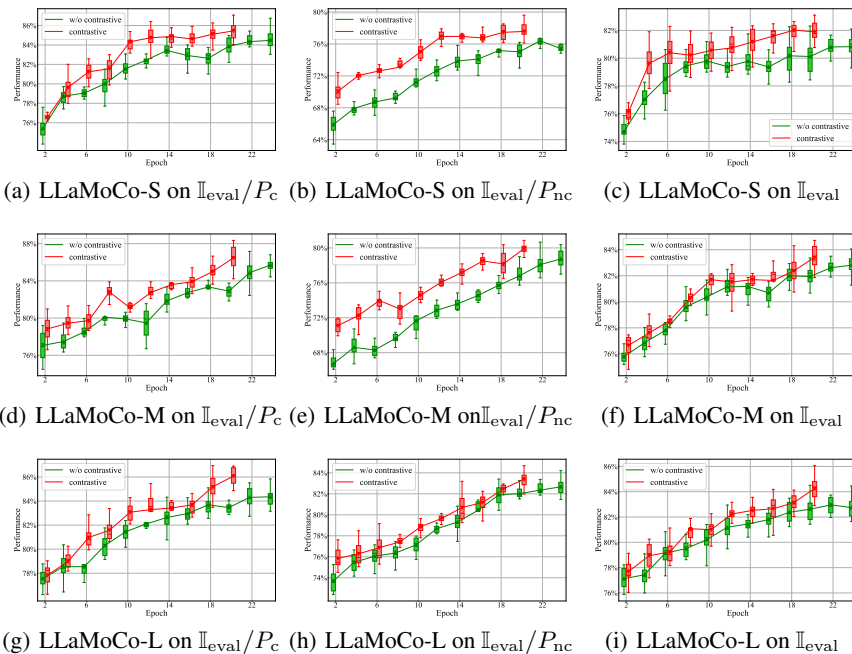 86%
84%
82%
80%
78%
76%
Performance
w/o contrastive
contrastive
2 6 10 14 18 22
Epoch
(a) LLaMoCo-S on 𝕀eval/Pc
80%
76%
72%
68%
64%
Performance
w/o contrastive
contrastive
2 6 10 14 18 22
Epoch
(b) LLaMoCo-S on 𝕀eval/Pnc
82%
80%
78%
76%
74%
Performance
w/o contrastive
contrastive
2 6 10 14 18 22
Epoch
(c) LLaMoCo-S on 𝕀eval
88%
84%
80%
76%
Performance
w/o contrastive
contrastive
2 6 10 14 18 22
Epoch
(d) LLaMoCo-M on 𝕀eval/Pc
80%
76%
72%
68%
Performance
w/o contrastive
contrastive
2 6 10 14 18 22
Epoch
(e) LLaMoCo-M on𝕀eval/Pnc
84%
82%
80%
78%
76%
74%
Performance
w/o contrastive
contrastive
2 6 10 14 18 22
Epoch
(f) LLaMoCo-M on 𝕀eval
86%
84%
82%
80%
78%
Performance
w/o contrastive
contrastive
2 6 10 14 18 22
Epoch
(g) LLaMoCo-L on 𝕀eval/Pc
84%
82%
80%
78%
76%
74%
Performance
w/o contrastive
contrastive
2 6 10 14 18 22
Epoch
(h) LLaMoCo-L on 𝕀eval/Pnc
86%
84%
82%
80%
78%
76%
Performance
w/o contrastive
contrastive
2 6 10 14 18 22
Epoch
(i) LLaMoCo-L on 𝕀eval